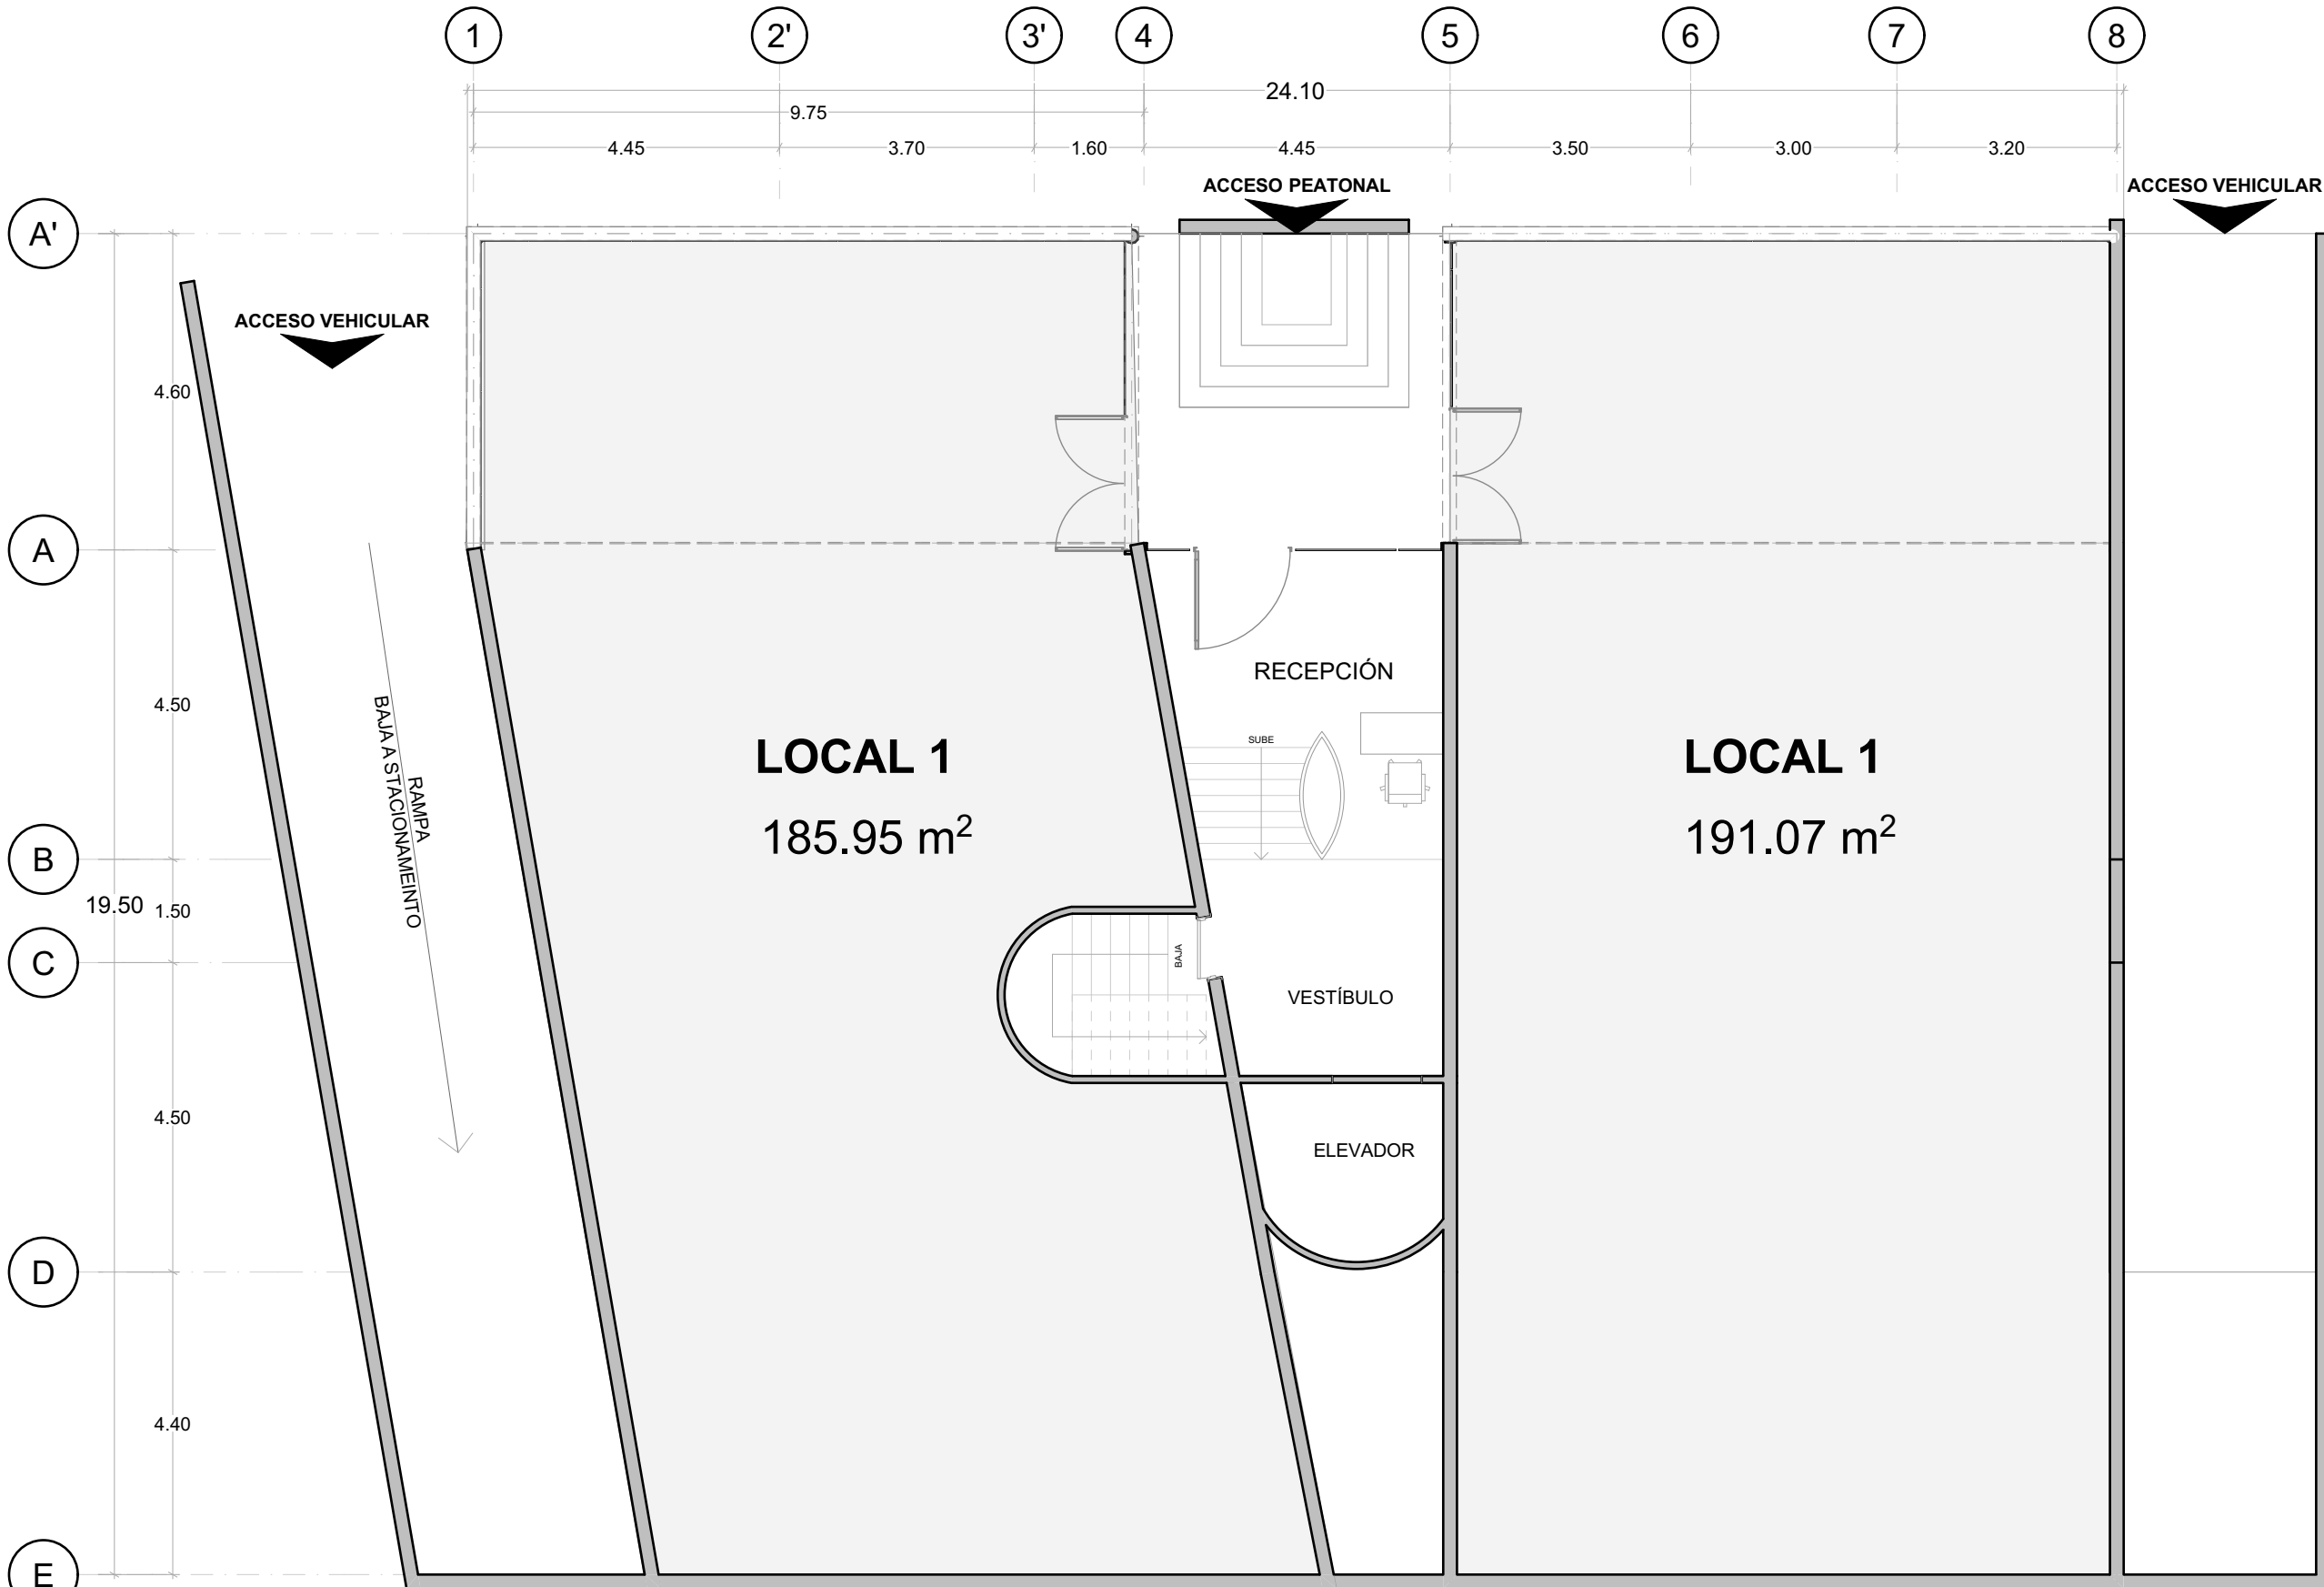 1 2' 3' 4 5 6 7 8
24.10
9.75
4.45 3.70 1.60 4.45 3.50 3.00 3.20
ACCESO PEATONAL
ACCESO VEHICULAR
A'
ACCESO VEHICULAR
4.60
A
RECEPCIÓN
4.50
SUBE
LOCAL 1
185.95 m²
LOCAL 1
191.07 m²
RAMPA
BAJA A STACIONAMEINTO
B
19.50
1.50
C
BAJA
VESTÍBULO
4.50
ELEVADOR
D
4.40
E